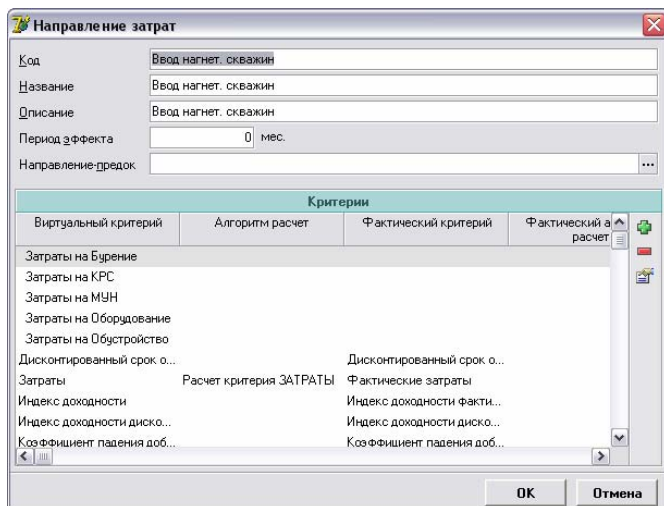 Направление затрат
Код Ввод нагнет. скважин
Название Ввод нагнет. скважин
Описание Ввод нагнет. скважин
Период эффекта 0 мес.
Направление-предок ...
Критерии
Виртуальный критерий Алгоритм расчет Фактический критерий Фактический а
расчет
Затраты на Бурение
Затраты на КРС
Затраты на МУН
Затраты на Оборудование
Затраты на Обустройство
Дисконтированный срок о... Дисконтированный срок о...
Затраты Расчет критерия ЗАТРАТЫ Фактические затраты
Индекс доходности Индекс доходности факти...
Индекс доходности диско... Индекс доходности диско...
Коэффициент падения доб... Коэффициент падения доб...
OK Отмена